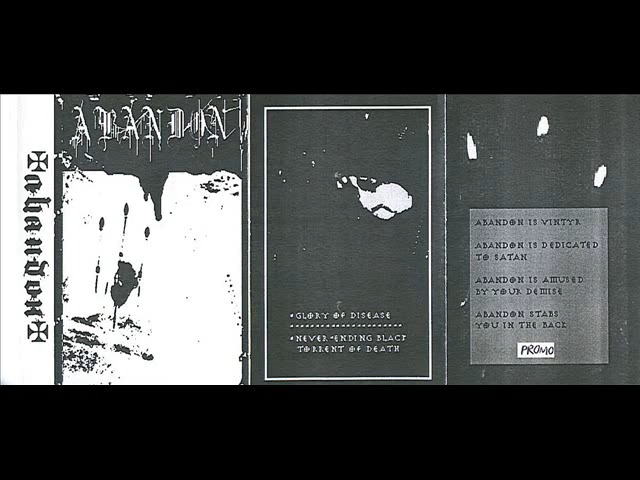 abandon
ABANDON
*GLORY OF DISEASE
*NEVER-ENDING BLACK
TORRENT OF DEATH
ABANDON IS VINTYR
ABANDON IS DEDICATED
TO SATAN
ABANDON IS AMUSED
BY YOUR DEMISE
ABANDON STABS
YOU IN THE BACK
PROMO